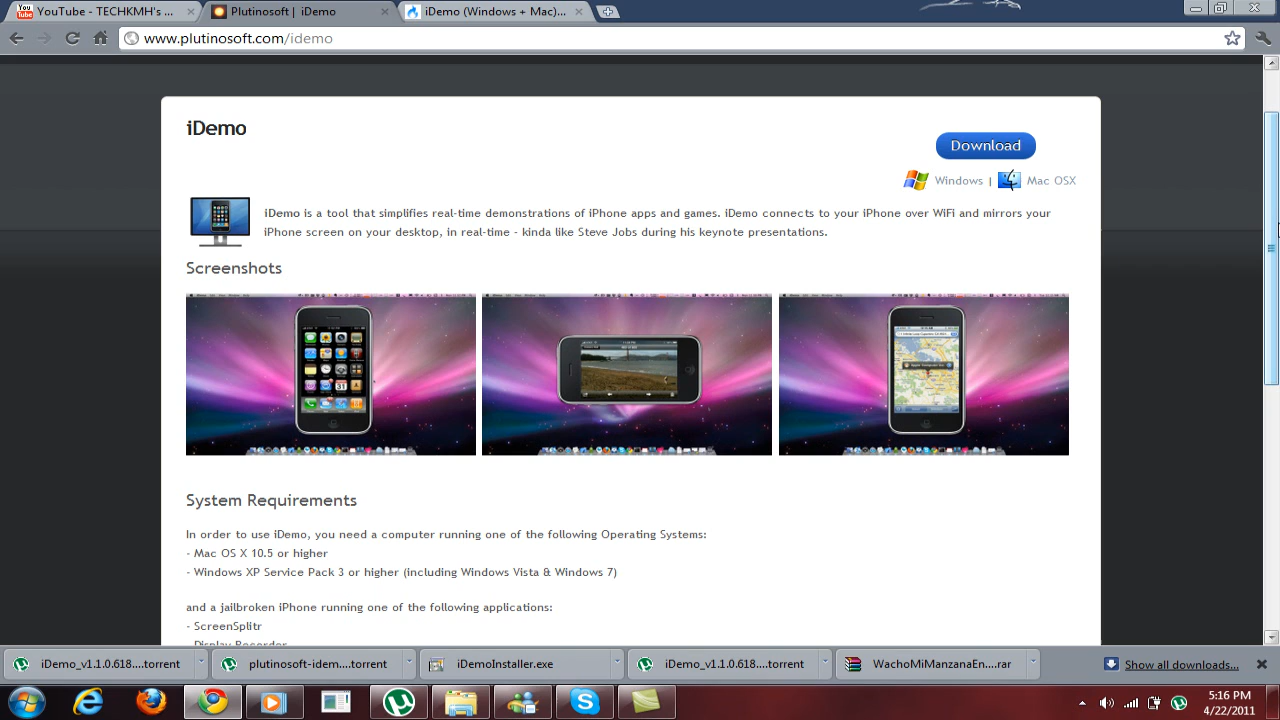 YouTube - TECHKMH's ...
Plutinosoft | iDemo
iDemo (Windows + Mac)...
www.plutinosoft.com/idemo
iDemo
Download
Windows | Mac OSX
iDemo is a tool that simplifies real-time demonstrations of iPhone apps and games. iDemo connects to your iPhone over WiFi and mirrors your
iPhone screen on your desktop, in real-time - kinda like Steve Jobs during his keynote presentations.
Screenshots
System Requirements
In order to use iDemo, you need a computer running one of the following Operating Systems:
- Mac OS X 10.5 or higher
- Windows XP Service Pack 3 or higher (including Windows Vista & Windows 7)
and a jailbroken iPhone running one of the following applications:
- ScreenSplitr
- Display Recorder
iDemo_v1.1.0.618....torrent
plutinosoft-idem....torrent
iDemoInstaller.exe
iDemo_v1.1.0.618....torrent
WachoMiManzanaEn....rar
Show all downloads...
5:16 PM
4/22/2011